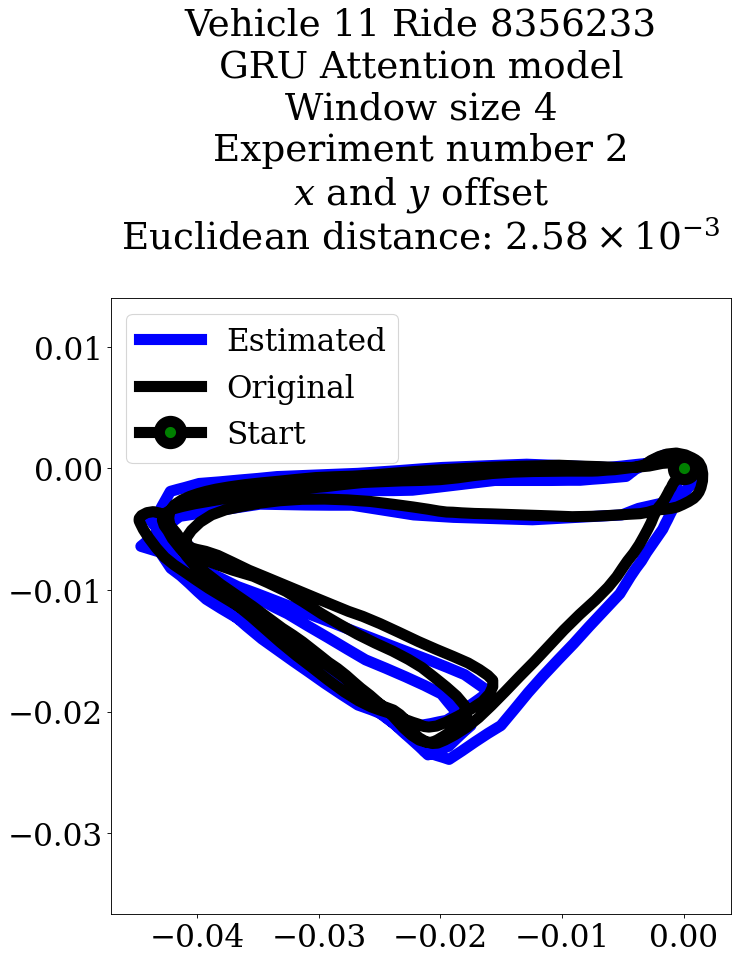 Vehicle 11 Ride 8356233
GRU Attention model
Window size 4
Experiment number 2
x and y offset
Euclidean distance: 2.58 × 10⁻³
Estimated
Original
Start
0.01
0.00
−0.01
−0.02
−0.03
−0.04 −0.03 −0.02 −0.01 0.00